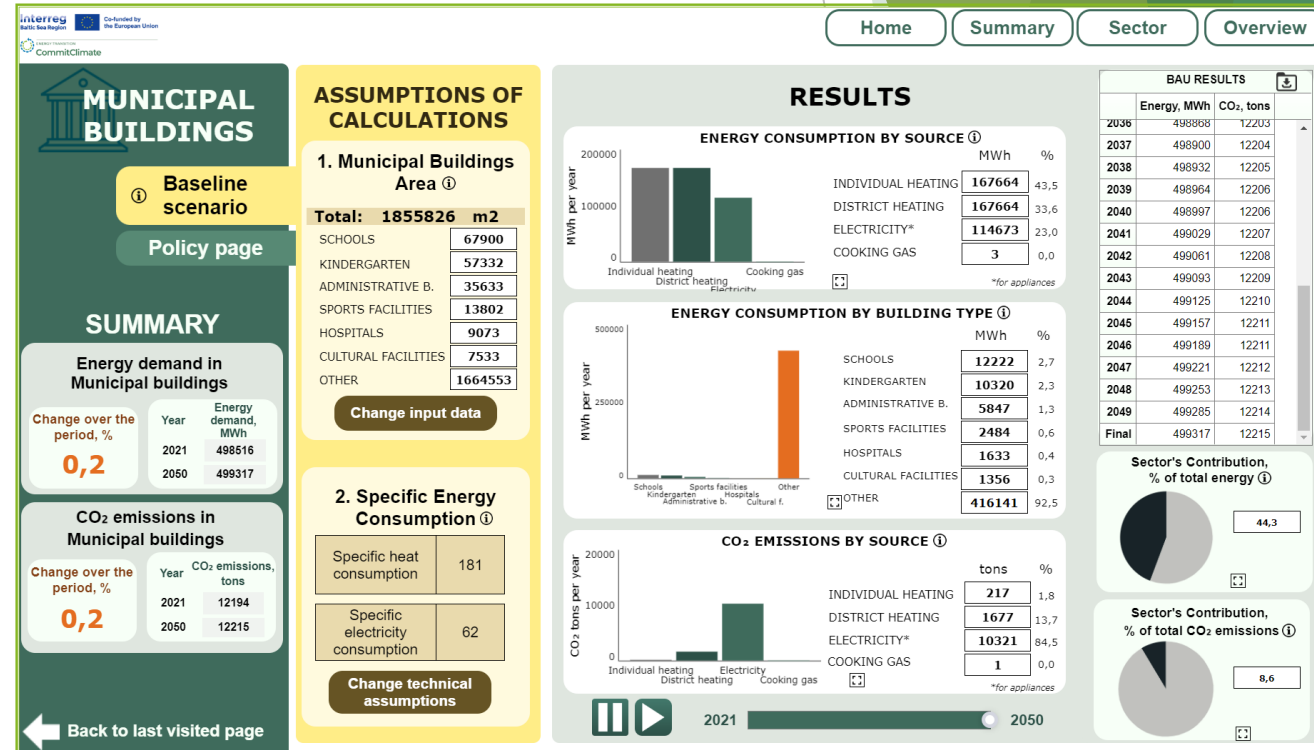 Interreg
Baltic Sea Region
Co-funded by
the European Union
ENERGY TRANSITION
CommitClimate
Home
Summary
Sector
Overview
MUNICIPAL
BUILDINGS
Baseline
scenario
Policy page
SUMMARY
Energy demand in
Municipal buildings
Change over the
period, %
0,2
Year Energy
demand,
MWh
2021 498516
2050 499317
CO₂ emissions in
Municipal buildings
Change over the
period, %
0,2
Year CO₂ emissions,
tons
2021 12194
2050 12215
Back to last visited page
ASSUMPTIONS OF
CALCULATIONS
1. Municipal Buildings
Area
Total: 1855826 m2
SCHOOLS 67900
KINDERGARTEN 57332
ADMINISTRATIVE B. 35633
SPORTS FACILITIES 13802
HOSPITALS 9073
CULTURAL FACILITIES 7533
OTHER 1664553
Change input data
2. Specific Energy
Consumption
Specific heat
consumption
181
Specific
electricity
consumption
62
Change technical
assumptions
RESULTS
ENERGY CONSUMPTION BY SOURCE
MWh per year
200000
100000
0
Individual heating
District heating
Electricity
Cooking gas
MWh %
INDIVIDUAL HEATING 167664 43,5
DISTRICT HEATING 167664 33,6
ELECTRICITY* 114673 23,0
COOKING GAS 3 0,0
*for appliances
ENERGY CONSUMPTION BY BUILDING TYPE
MWh per year
500000
250000
0
Schools
Kindergarten
Administrative b.
Sports facilities
Hospitals
Cultural f.
Other
MWh %
SCHOOLS 12222 2,7
KINDERGARTEN 10320 2,3
ADMINISTRATIVE B. 5847 1,3
SPORTS FACILITIES 2484 0,6
HOSPITALS 1633 0,4
CULTURAL FACILITIES 1356 0,3
OTHER 416141 92,5
CO₂ EMISSIONS BY SOURCE
CO₂ tons per year
20000
10000
0
Individual heating
District heating
Electricity
Cooking gas
tons %
INDIVIDUAL HEATING 217 1,8
DISTRICT HEATING 1677 13,7
ELECTRICITY* 10321 84,5
COOKING GAS 1 0,0
*for appliances
2021
2050
BAU RESULTS
Energy, MWh CO₂, tons
2036 498868 12203
2037 498900 12204
2038 498932 12205
2039 498964 12206
2040 498997 12206
2041 499029 12207
2042 499061 12208
2043 499093 12209
2044 499125 12210
2045 499157 12211
2046 499189 12211
2047 499221 12212
2048 499253 12213
2049 499285 12214
Final 499317 12215
Sector's Contribution,
% of total energy
44,3
Sector's Contribution,
% of total CO₂ emissions
8,6